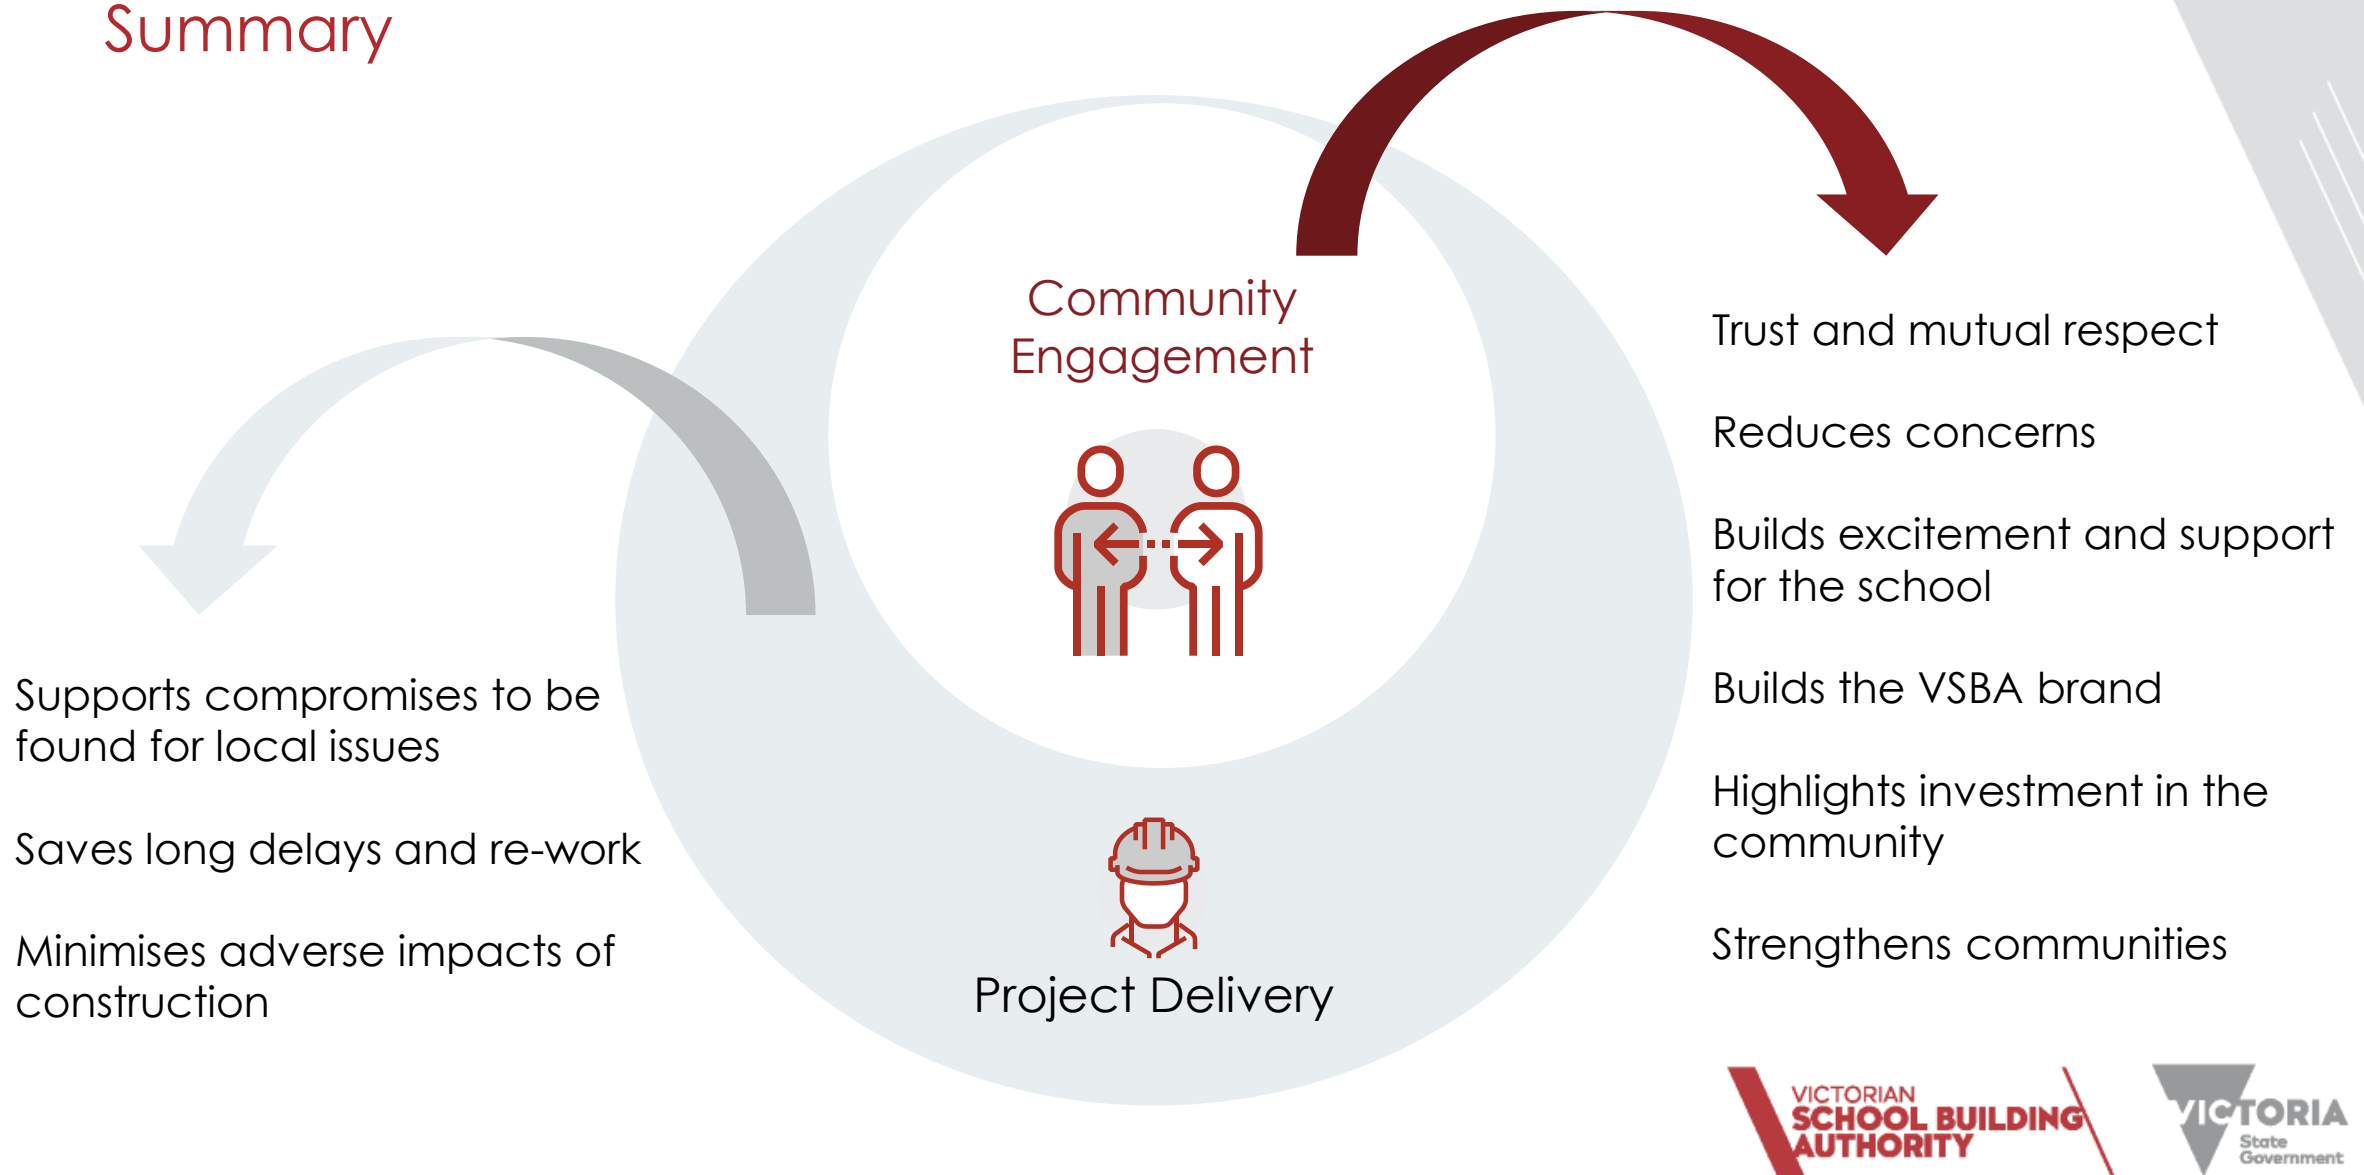 Summary
Community
Engagement
Project Delivery
Supports compromises to be
found for local issues
Saves long delays and re-work
Minimises adverse impacts of
construction
Trust and mutual respect
Reduces concerns
Builds excitement and support
for the school
Builds the VSBA brand
Highlights investment in the
community
Strengthens communities
VICTORIAN
SCHOOL BUILDING
AUTHORITY
VICTORIA
State
Government